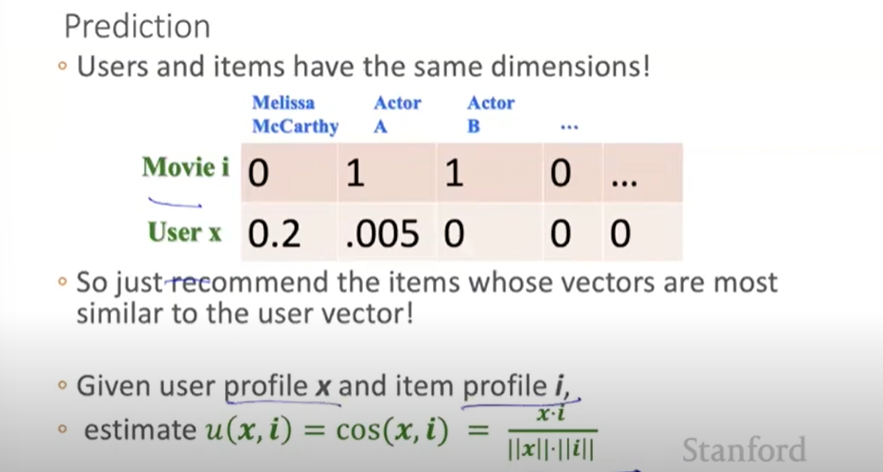 Prediction
◦ Users and items have the same dimensions!
Melissa McCarthy Actor A Actor B ...
Movie i 0 1 1 0 ...
User x 0.2 .005 0 0 0
◦ So just recommend the items whose vectors are most
similar to the user vector!
◦ Given user profile x and item profile i,
◦ estimate u(x, i) = cos(x, i) = x·i / ||x||·||i||
Stanford